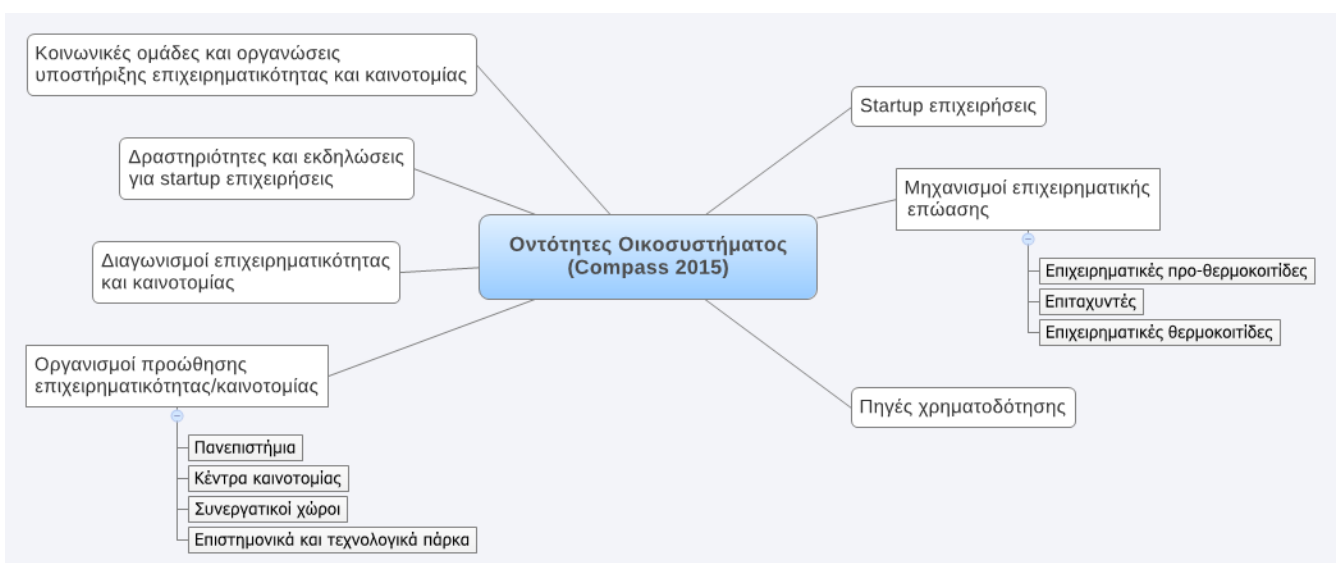 Κοινωνικές ομάδες και οργανώσεις
υποστήριξης επιχειρηματικότητας και καινοτομίας
Δραστηριότητες και εκδηλώσεις
για startup επιχειρήσεις
Διαγωνισμοί επιχειρηματικότητας
και καινοτομίας
Οργανισμοί προώθησης
επιχειρηματικότητας/καινοτομίας
Πανεπιστήμια
Κέντρα καινοτομίας
Συνεργατικοί χώροι
Επιστημονικά και τεχνολογικά πάρκα
Οντότητες Οικοσυστήματος
(Compass 2015)
Startup επιχειρήσεις
Μηχανισμοί επιχειρηματικής
επώασης
Επιχειρηματικές προ-θερμοκοιτίδες
Επιταχυντές
Επιχειρηματικές θερμοκοιτίδες
Πηγές χρηματοδότησης